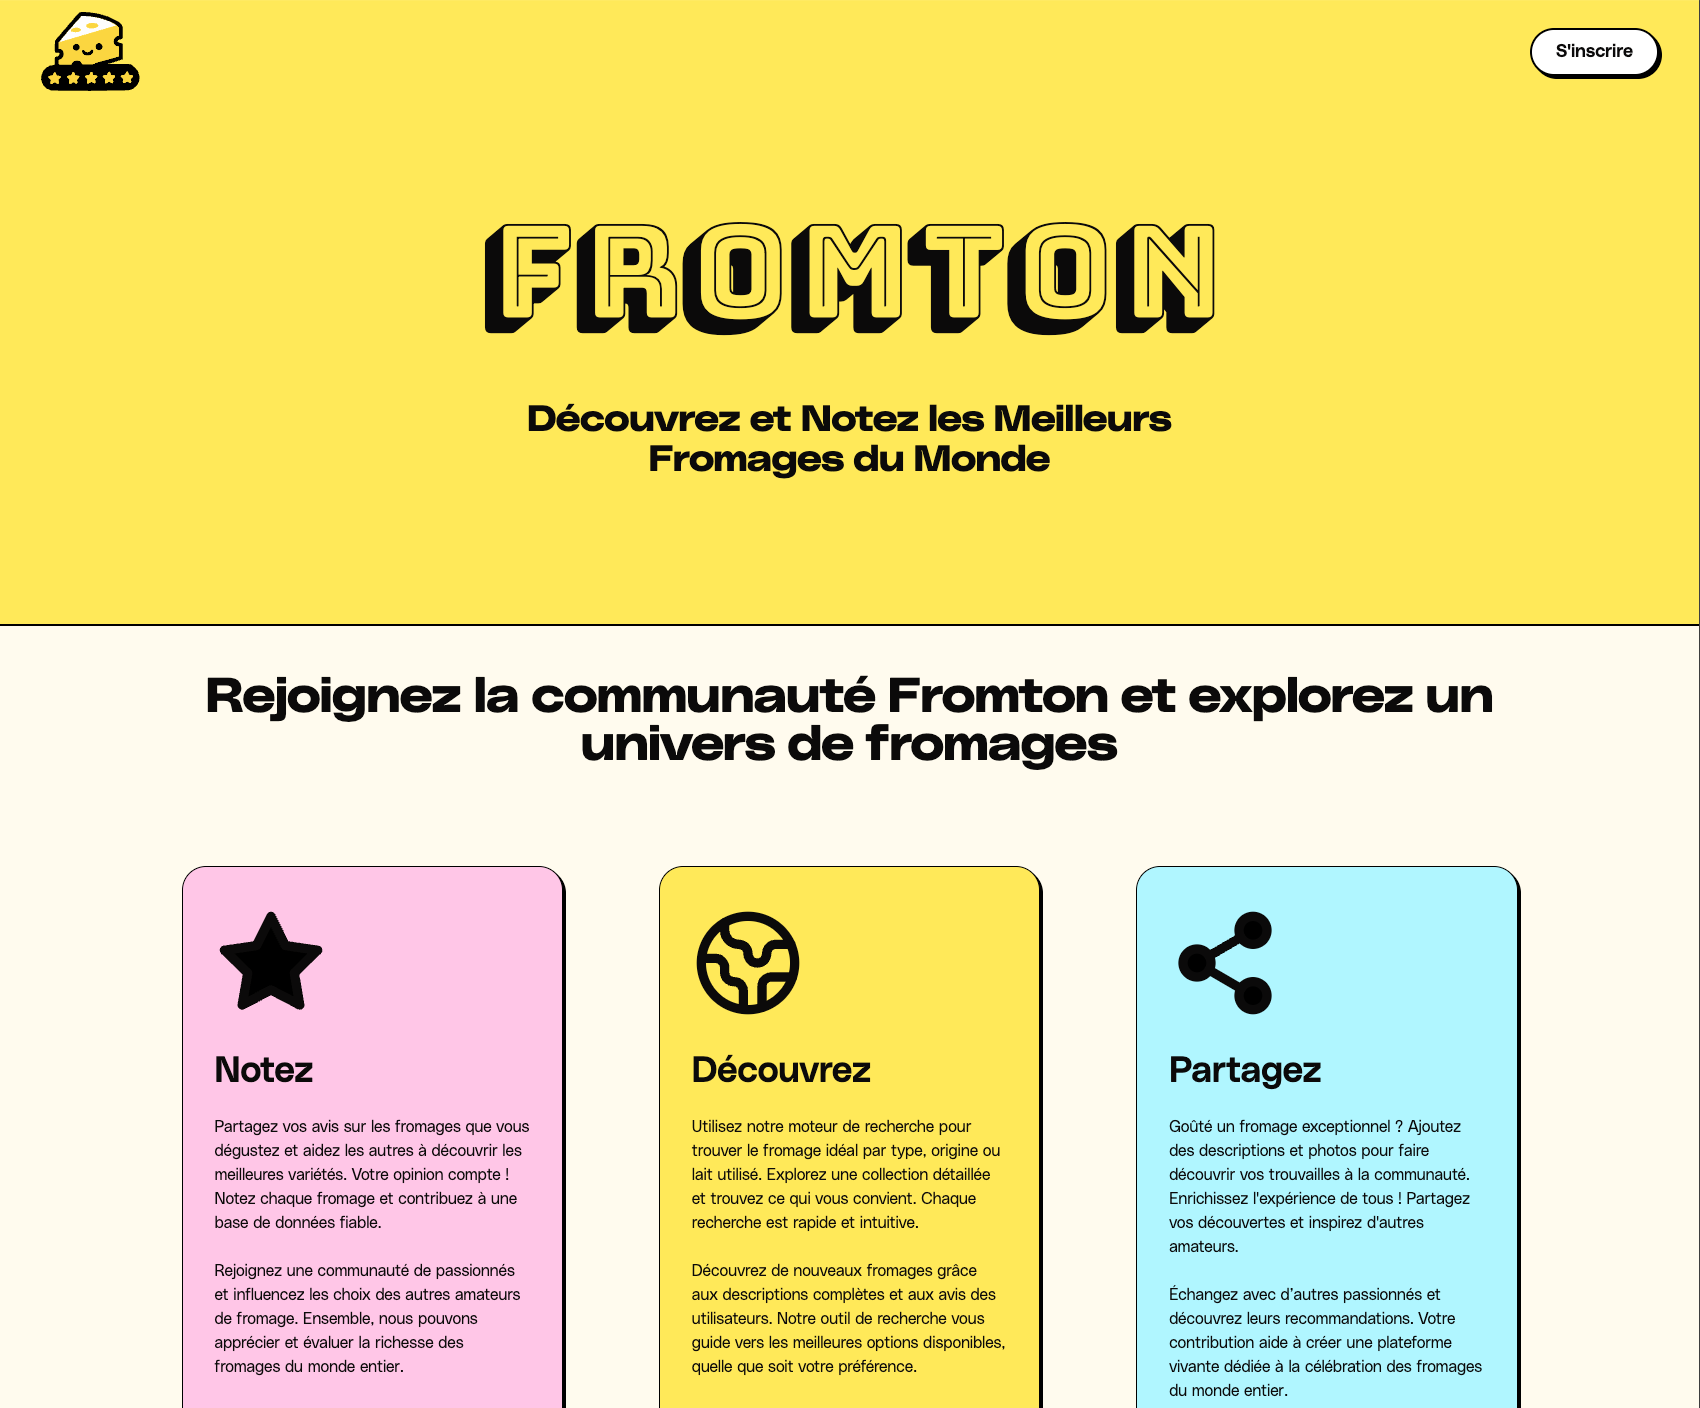 S'inscrire
FROMTON
Découvrez et Notez les Meilleurs
Fromages du Monde
Rejoignez la communauté Fromton et explorez un
univers de fromages
Notez
Partagez vos avis sur les fromages que vous
dégustez et aidez les autres à découvrir les
meilleures variétés. Votre opinion compte !
Notez chaque fromage et contribuez à une
base de données fiable.
Rejoignez une communauté de passionnés
et influencez les choix des autres amateurs
de fromage. Ensemble, nous pouvons
apprécier et évaluer la richesse des
fromages du monde entier.
Découvrez
Utilisez notre moteur de recherche pour
trouver le fromage idéal par type, origine ou
lait utilisé. Explorez une collection détaillée
et trouvez ce qui vous convient. Chaque
recherche est rapide et intuitive.
Découvrez de nouveaux fromages grâce
aux descriptions complètes et aux avis des
utilisateurs. Notre outil de recherche vous
guide vers les meilleures options disponibles,
quelle que soit votre préférence.
Partagez
Goûté un fromage exceptionnel ? Ajoutez
des descriptions et photos pour faire
découvrir vos trouvailles à la communauté.
Enrichissez l'expérience de tous ! Partagez
vos découvertes et inspirez d'autres
amateurs.
Échangez avec d’autres passionnés et
découvrez leurs recommandations. Votre
contribution aide à créer une plateforme
vivante dédiée à la célébration des fromages
du monde entier.